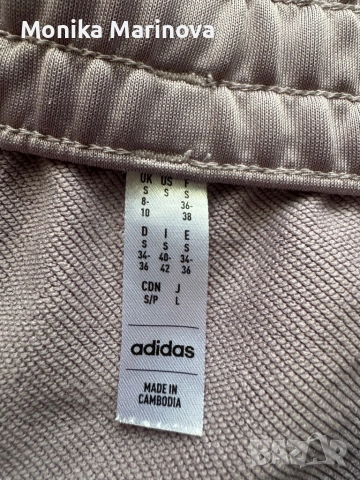 Monika Marinova
UK US F
S S S
8- 36-
10 38
D I E
S S S
34- 40- 34-
36 42 36
CDN J
S/P L
adidas
MADE IN
CAMBODIA
BAZAR